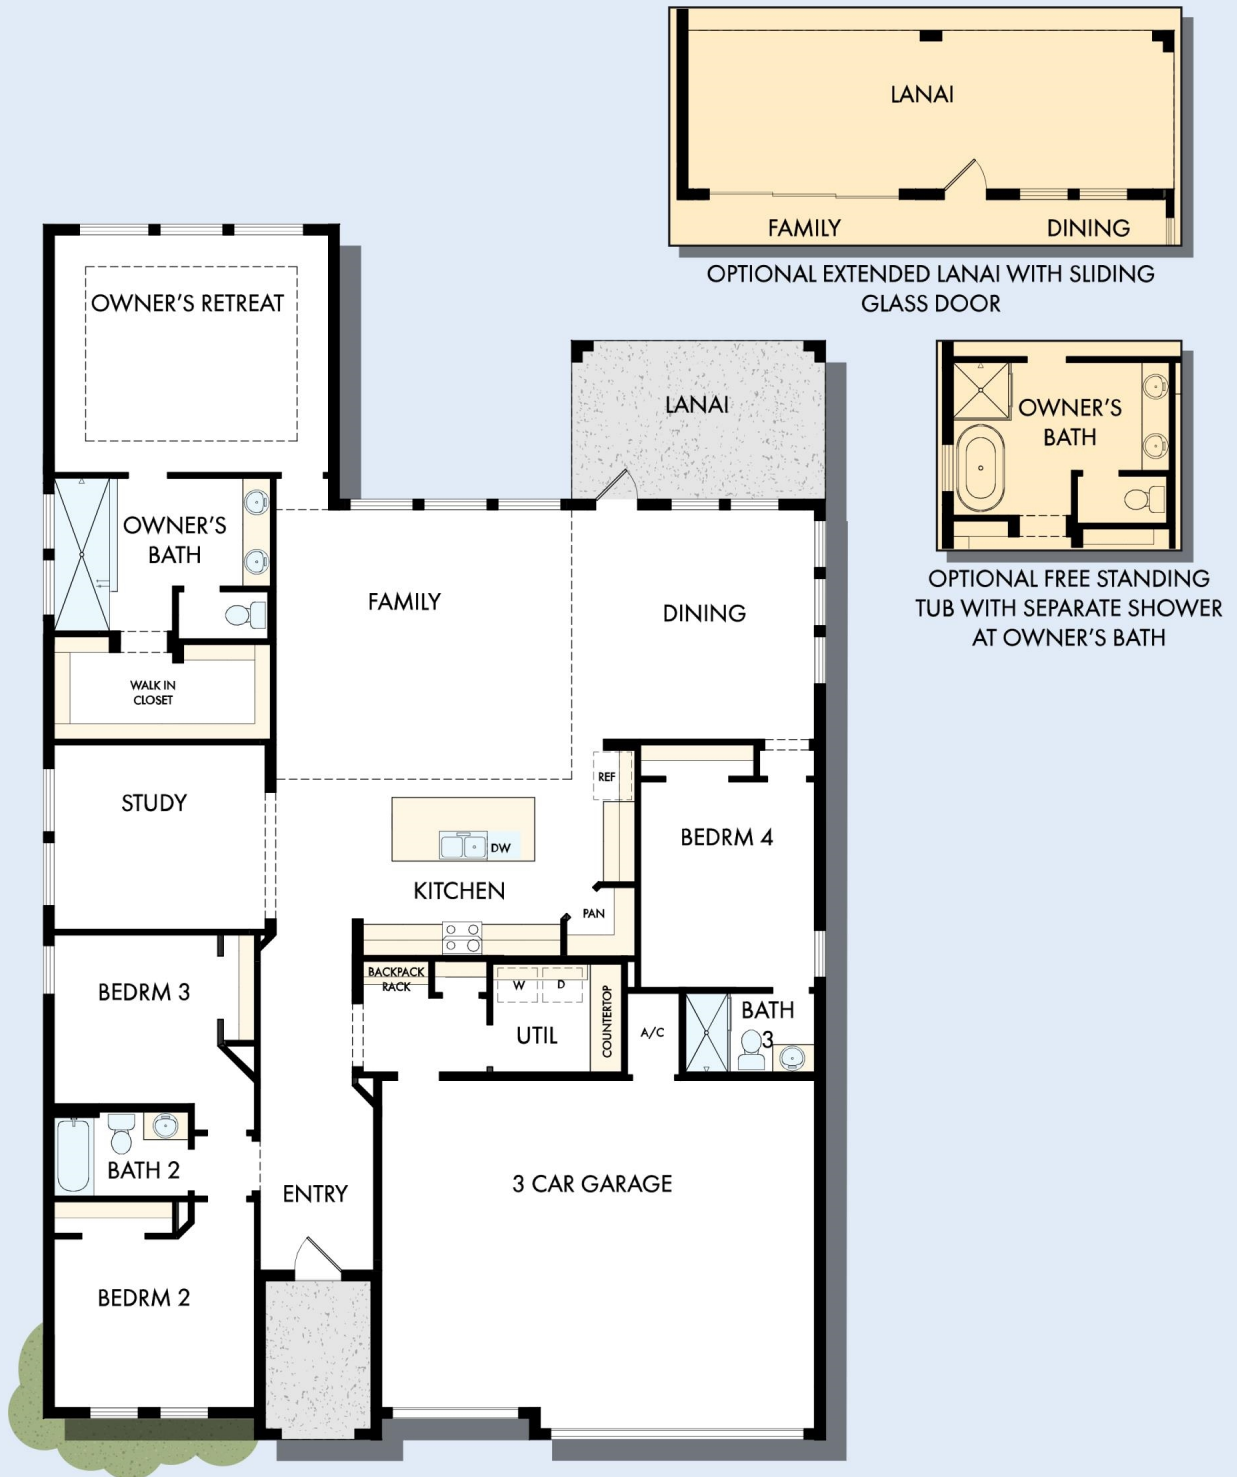 LANAI
FAMILY
DINING
OPTIONAL EXTENDED LANAI WITH SLIDING
GLASS DOOR
OWNER'S RETREAT
LANAI
OWNER'S
BATH
OPTIONAL FREE STANDING
TUB WITH SEPARATE SHOWER
AT OWNER'S BATH
OWNER'S
BATH
FAMILY
DINING
WALK IN
CLOSET
STUDY
REF
BEDRM 4
DW
KITCHEN
PAN
BEDRM 3
BACKPACK
RACK
W
D
UTIL
COUNTERTOP
A/C
BATH
3
BATH 2
ENTRY
3 CAR GARAGE
BEDRM 2